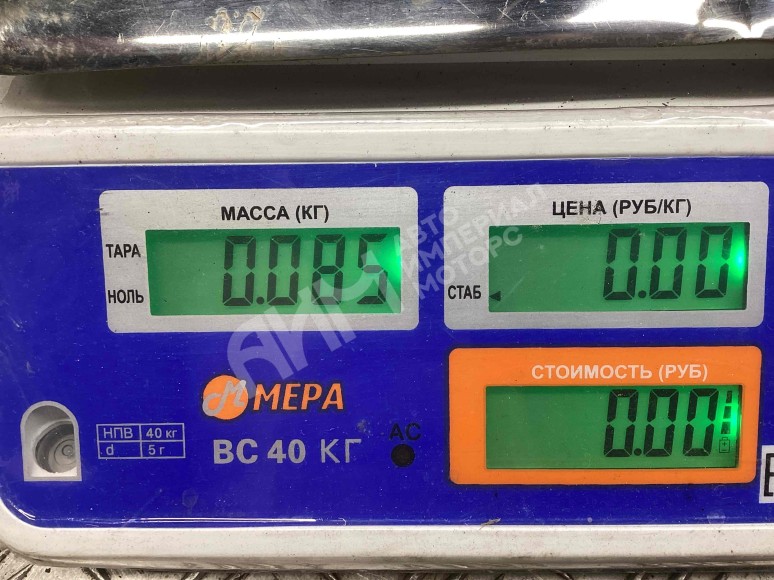 МАССА (КГ)
ТАРА
НОЛЬ
0.085
ЦЕНА (РУБ/КГ)
СТАБ
0.00
СТОИМОСТЬ (РУБ)
0.00
М МЕРА
НПВ 40 кг
d 5 г
ВС 40 КГ
АС
АИМ
АВТО
ИМПЕРИАЛ
МОТОРС